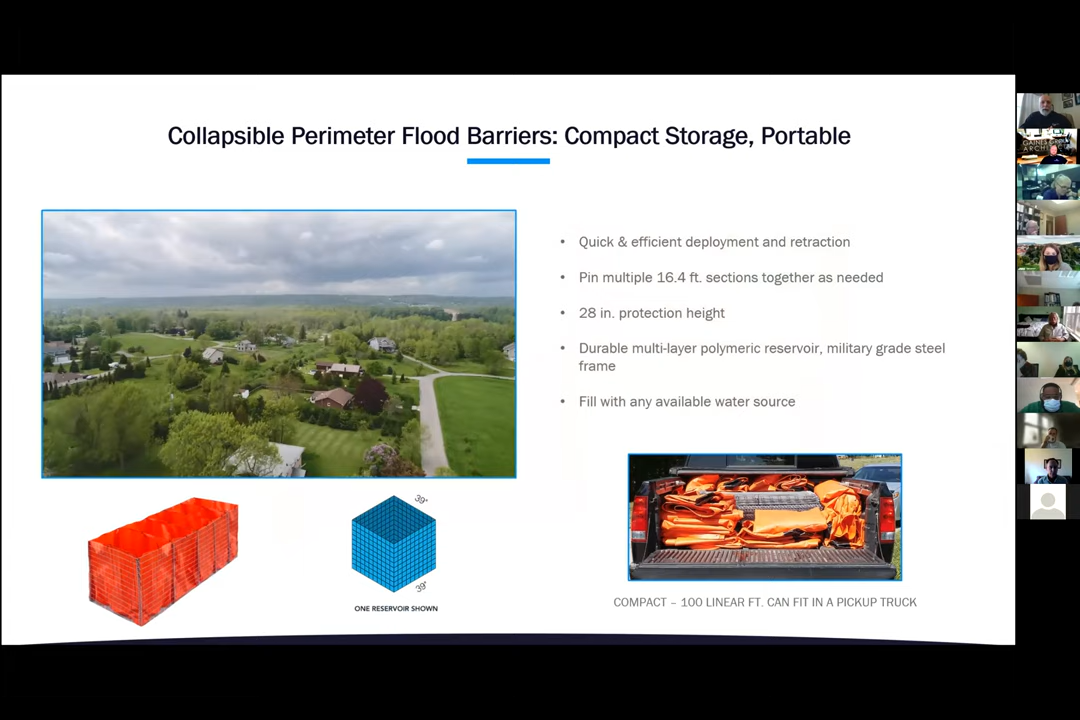 Collapsible Perimeter Flood Barriers: Compact Storage, Portable
• Quick & efficient deployment and retraction
• Pin multiple 16.4 ft. sections together as needed
• 28 in. protection height
• Durable multi-layer polymeric reservoir, military grade steel
frame
• Fill with any available water source
39"
39"
ONE RESERVOIR SHOWN
COMPACT – 100 LINEAR FT. CAN FIT IN A PICKUP TRUCK